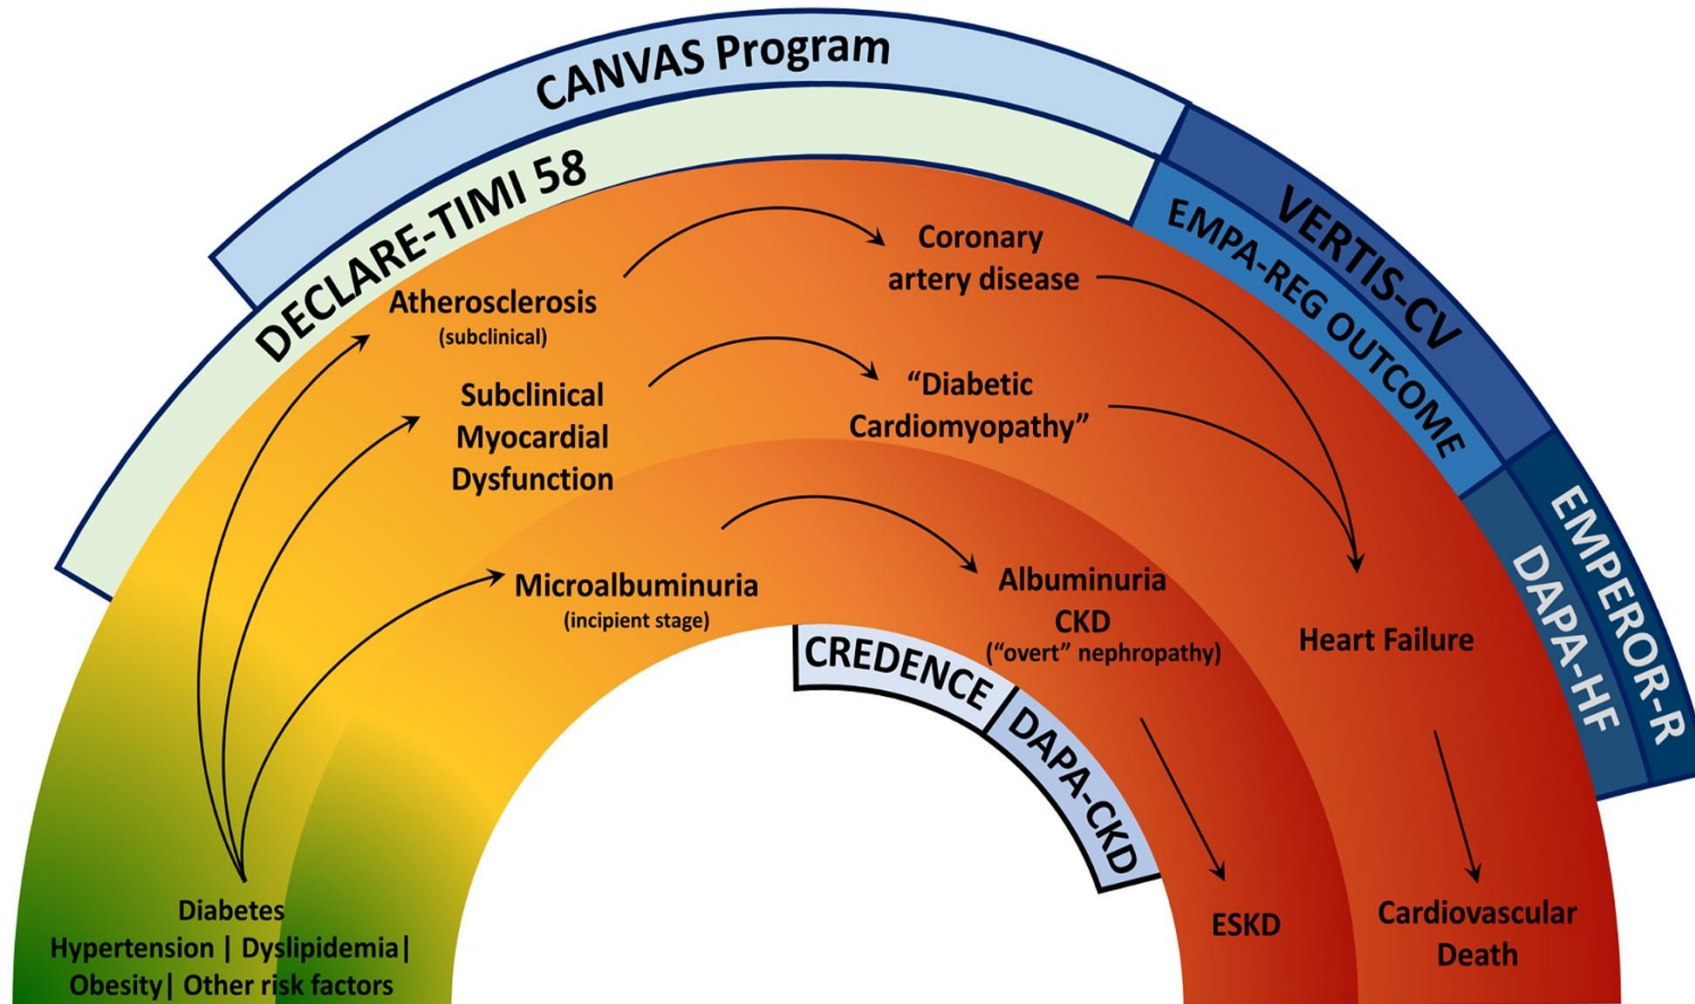 CANVAS Program
DECLARE-TIMI 58
VERTIS-CV
EMPA-REG OUTCOME
EMPEROR-R
DAPA-HF
Atherosclerosis
(subclinical)
Coronary
artery disease
Subclinical
Myocardial
Dysfunction
“Diabetic
Cardiomyopathy”
Microalbuminuria
(incipient stage)
Albuminuria
CKD
(“overt” nephropathy)
Heart Failure
CREDENCE
DAPA-CKD
Diabetes
Hypertension | Dyslipidemia|
Obesity| Other risk factors
ESKD
Cardiovascular
Death